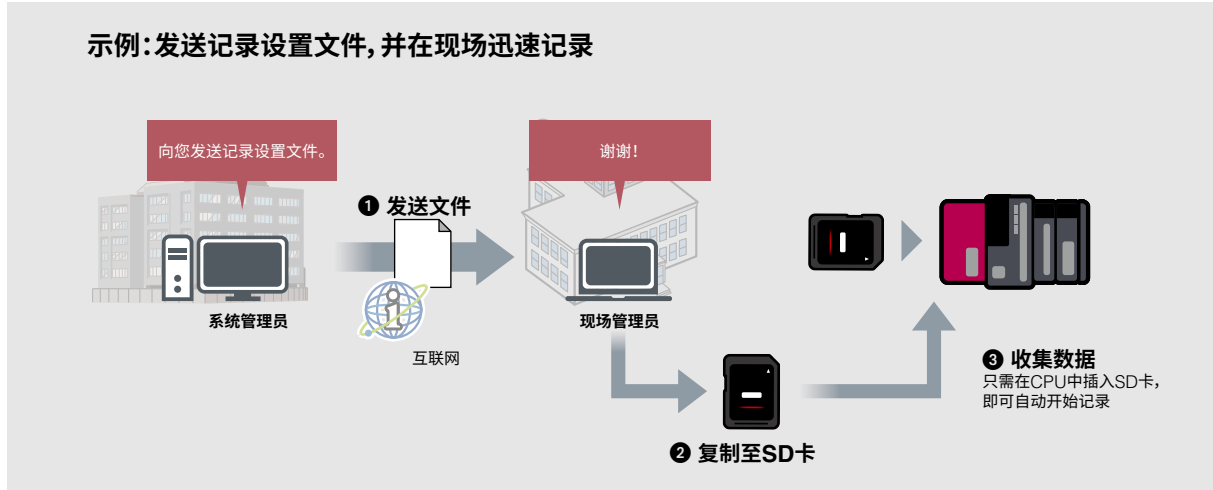 示例：发送记录设置文件，并在现场迅速记录
向您发送记录设置文件。
谢谢！
❶ 发送文件
系统管理员
互联网
现场管理员
❷ 复制至SD卡
❸ 收集数据
只需在CPU中插入SD卡，
即可自动开始记录